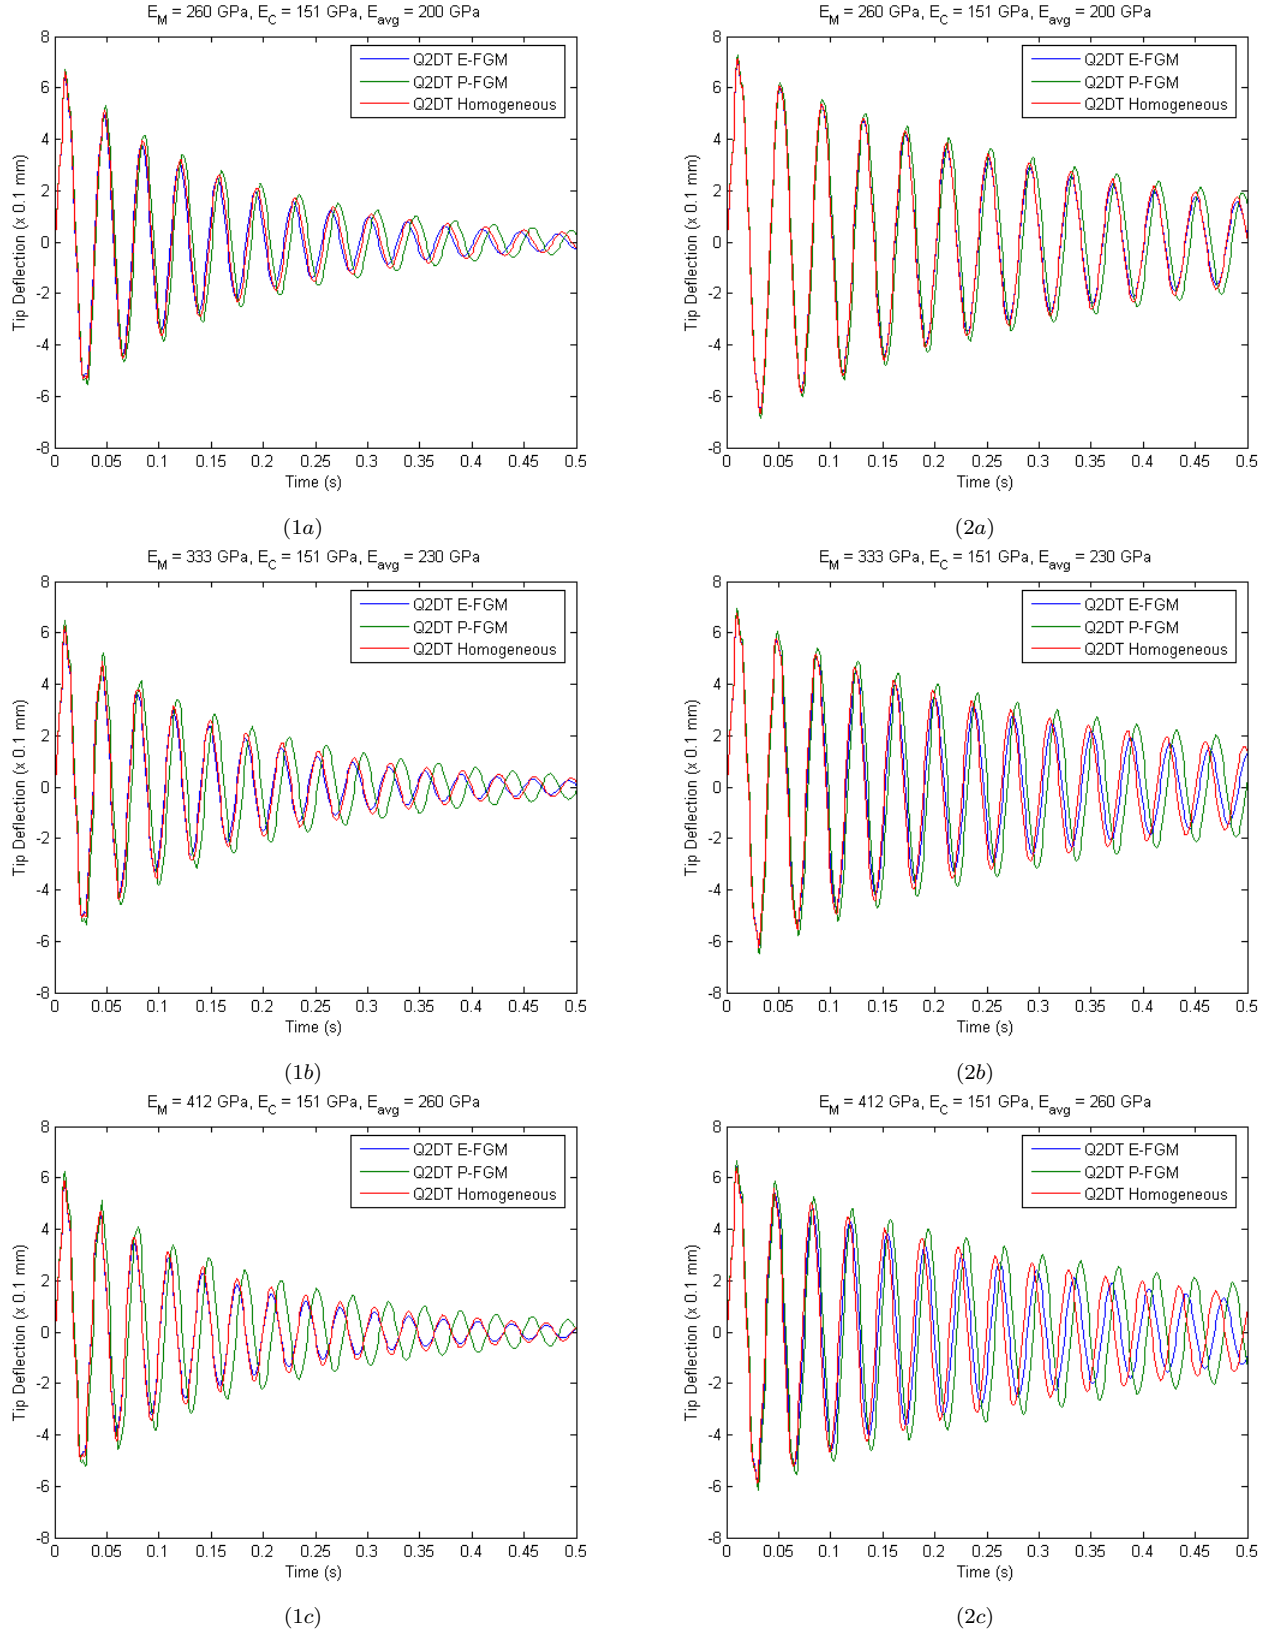 E_M = 260 GPa, E_C = 151 GPa, E_avg = 200 GPa
8
6
4
2
0
-2
-4
-6
-8
Tip Deflection (x 0.1 mm)
Q2DT E-FGM
Q2DT P-FGM
Q2DT Homogeneous
0 0.05 0.1 0.15 0.2 0.25 0.3 0.35 0.4 0.45 0.5
Time (s)
(1a)
E_M = 260 GPa, E_C = 151 GPa, E_avg = 200 GPa
8
6
4
2
0
-2
-4
-6
-8
Tip Deflection (x 0.1 mm)
Q2DT E-FGM
Q2DT P-FGM
Q2DT Homogeneous
0 0.05 0.1 0.15 0.2 0.25 0.3 0.35 0.4 0.45 0.5
Time (s)
(2a)
E_M = 333 GPa, E_C = 151 GPa, E_avg = 230 GPa
8
6
4
2
0
-2
-4
-6
-8
Tip Deflection (x 0.1 mm)
Q2DT E-FGM
Q2DT P-FGM
Q2DT Homogeneous
0 0.05 0.1 0.15 0.2 0.25 0.3 0.35 0.4 0.45 0.5
Time (s)
(1b)
E_M = 333 GPa, E_C = 151 GPa, E_avg = 230 GPa
8
6
4
2
0
-2
-4
-6
-8
Tip Deflection (x 0.1 mm)
Q2DT E-FGM
Q2DT P-FGM
Q2DT Homogeneous
0 0.05 0.1 0.15 0.2 0.25 0.3 0.35 0.4 0.45 0.5
Time (s)
(2b)
E_M = 412 GPa, E_C = 151 GPa, E_avg = 260 GPa
8
6
4
2
0
-2
-4
-6
-8
Tip Deflection (x 0.1 mm)
Q2DT E-FGM
Q2DT P-FGM
Q2DT Homogeneous
0 0.05 0.1 0.15 0.2 0.25 0.3 0.35 0.4 0.45 0.5
Time (s)
(1c)
E_M = 412 GPa, E_C = 151 GPa, E_avg = 260 GPa
8
6
4
2
0
-2
-4
-6
-8
Tip Deflection (x 0.1 mm)
Q2DT E-FGM
Q2DT P-FGM
Q2DT Homogeneous
0 0.05 0.1 0.15 0.2 0.25 0.3 0.35 0.4 0.45 0.5
Time (s)
(2c)